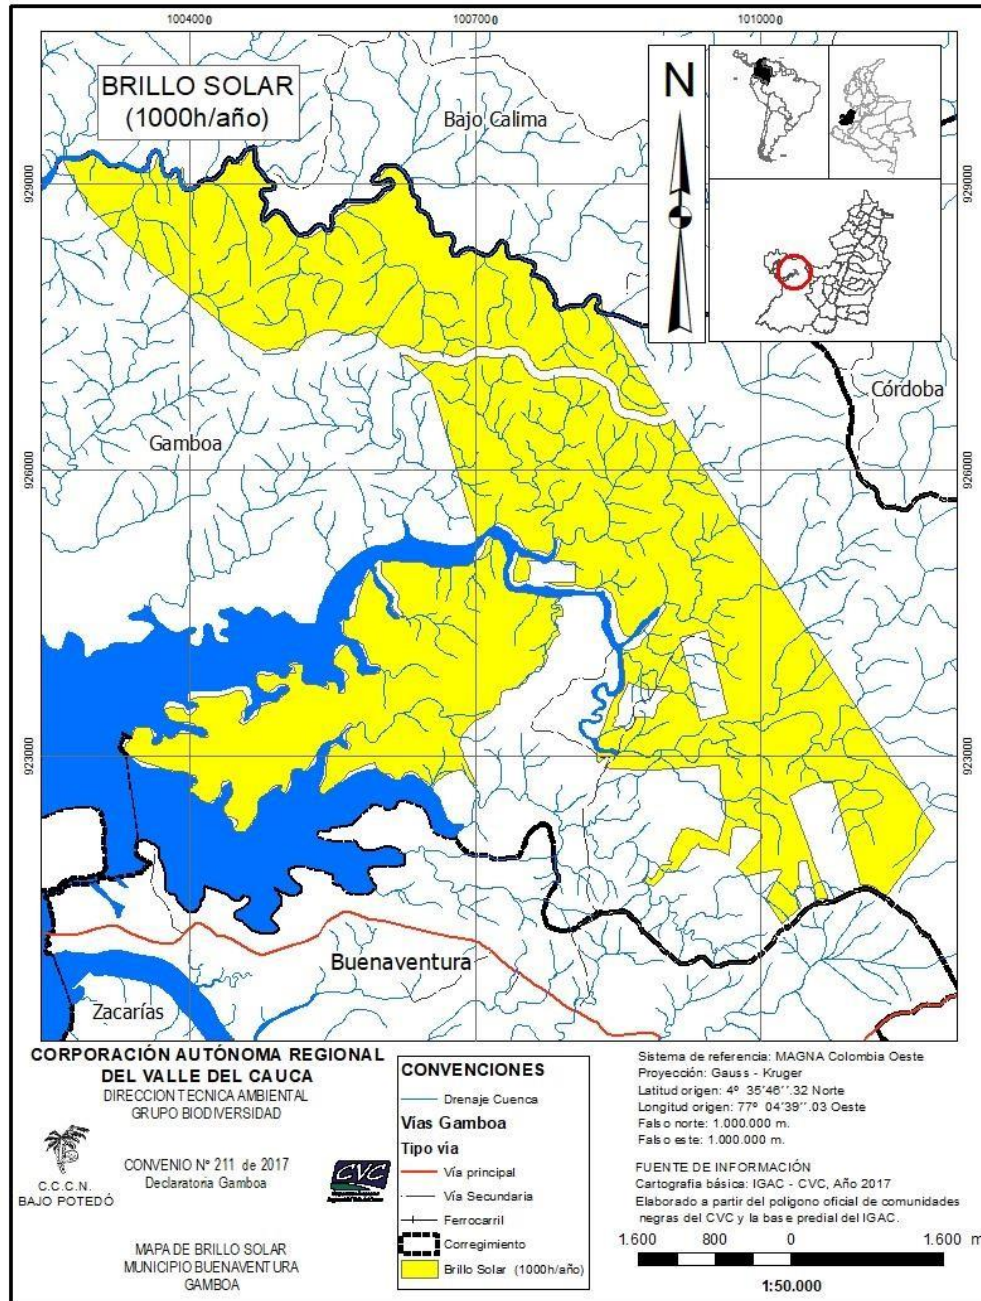 1004000
1007000
1010000
BRILLO SOLAR
(1000h/año)
N
Bajo Calima
929000
929000
Córdoba
Gamboa
926000
926000
923000
923000
Buenaventura
Zacarías
CORPORACIÓN AUTÓNOMA REGIONAL
DEL VALLE DEL CAUCA
DIRECCION TECNICA AMBIENTAL
GRUPO BIODIVERSIDAD
C.C.C.N.
BAJO POTEDÓ
CONVENIO Nº 211 de 2017
Declaratoria Gamboa
CVC
MAPA DE BRILLO SOLAR
MUNICIPIO BUENAVENTURA
GAMBOA
CONVENCIONES
Drenaje Cuenca
Vías Gamboa
Tipo vía
Vía principal
Vía Secundaria
Ferrocarril
Corregimiento
Brillo Solar (1000h/año)
Sistema de referencia: MAGNA Colombia Oeste
Proyección: Gauss - Kruger
Latitud origen: 4º 35'46''.32 Norte
Longitud origen: 77º 04'39''.03 Oeste
Falso norte: 1.000.000 m.
Falso este: 1.000.000 m.
FUENTE DE INFORMACIÓN
Cartografia básica: IGAC - CVC, Año 2017
Elaborado a partir del poligono oficial de comunidades
negras del CVC y la base predial del IGAC.
1.600 800 0 1.600 m
1:50.000